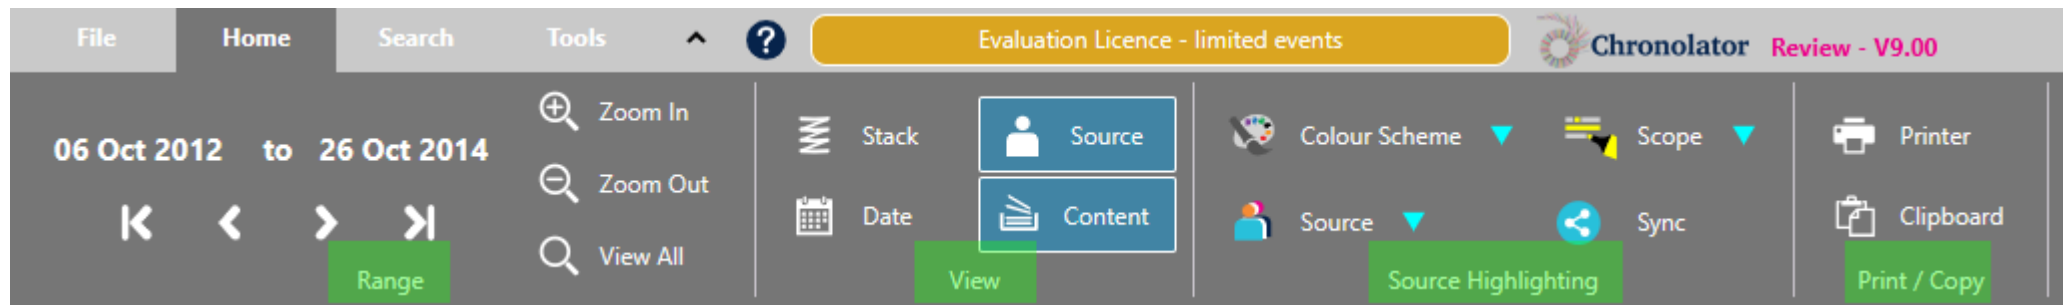 File Home Search Tools ? Evaluation Licence - limited events Chronolator Review - V9.00
06 Oct 2012 to 26 Oct 2014
Zoom In
Zoom Out
View All
Range
Stack Source
Date Content
View
Colour Scheme Scope
Source Sync
Source Highlighting
Printer
Clipboard
Print / Copy